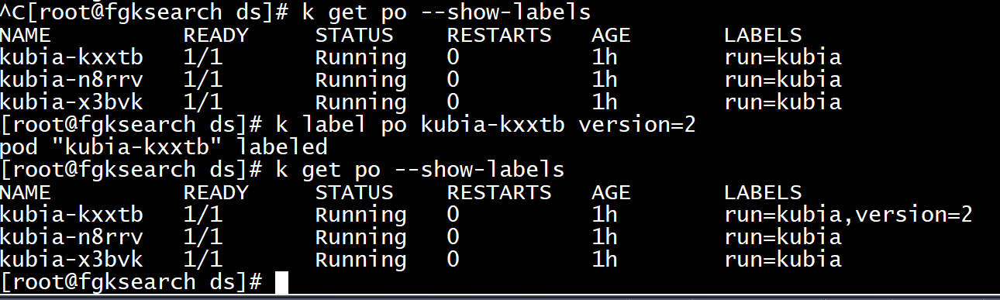 ^C[root@fgksearch ds]# k get po --show-labels
NAME READY STATUS RESTARTS AGE LABELS
kubia-kxxtb 1/1 Running 0 1h run=kubia
kubia-n8rrv 1/1 Running 0 1h run=kubia
kubia-x3bvk 1/1 Running 0 1h run=kubia
[root@fgksearch ds]# k label po kubia-kxxtb version=2
pod "kubia-kxxtb" labeled
[root@fgksearch ds]# k get po --show-labels
NAME READY STATUS RESTARTS AGE LABELS
kubia-kxxtb 1/1 Running 0 1h run=kubia,version=2
kubia-n8rrv 1/1 Running 0 1h run=kubia
kubia-x3bvk 1/1 Running 0 1h run=kubia
[root@fgksearch ds]#